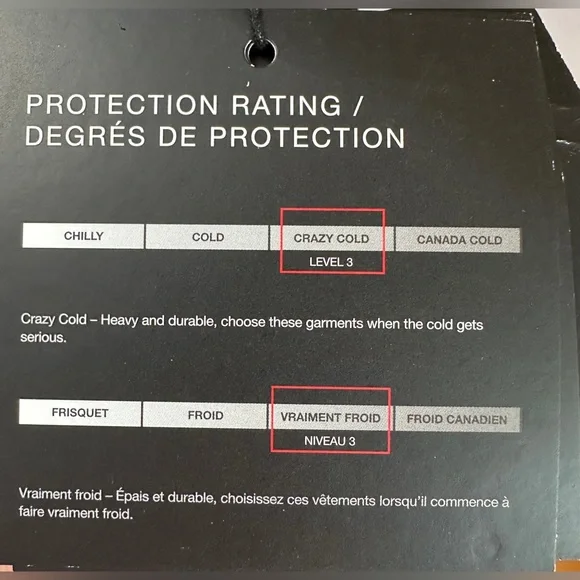 PROTECTION RATING /
DEGRÉS DE PROTECTION
CHILLY COLD CRAZY COLD CANADA COLD
LEVEL 3
Crazy Cold – Heavy and durable, choose these garments when the cold gets
serious.
FRISQUET FROID VRAIMENT FROID FROID CANADIEN
NIVEAU 3
Vraiment froid – Épais et durable, choisissez ces vêtements lorsqu'il commence à
faire vraiment froid.